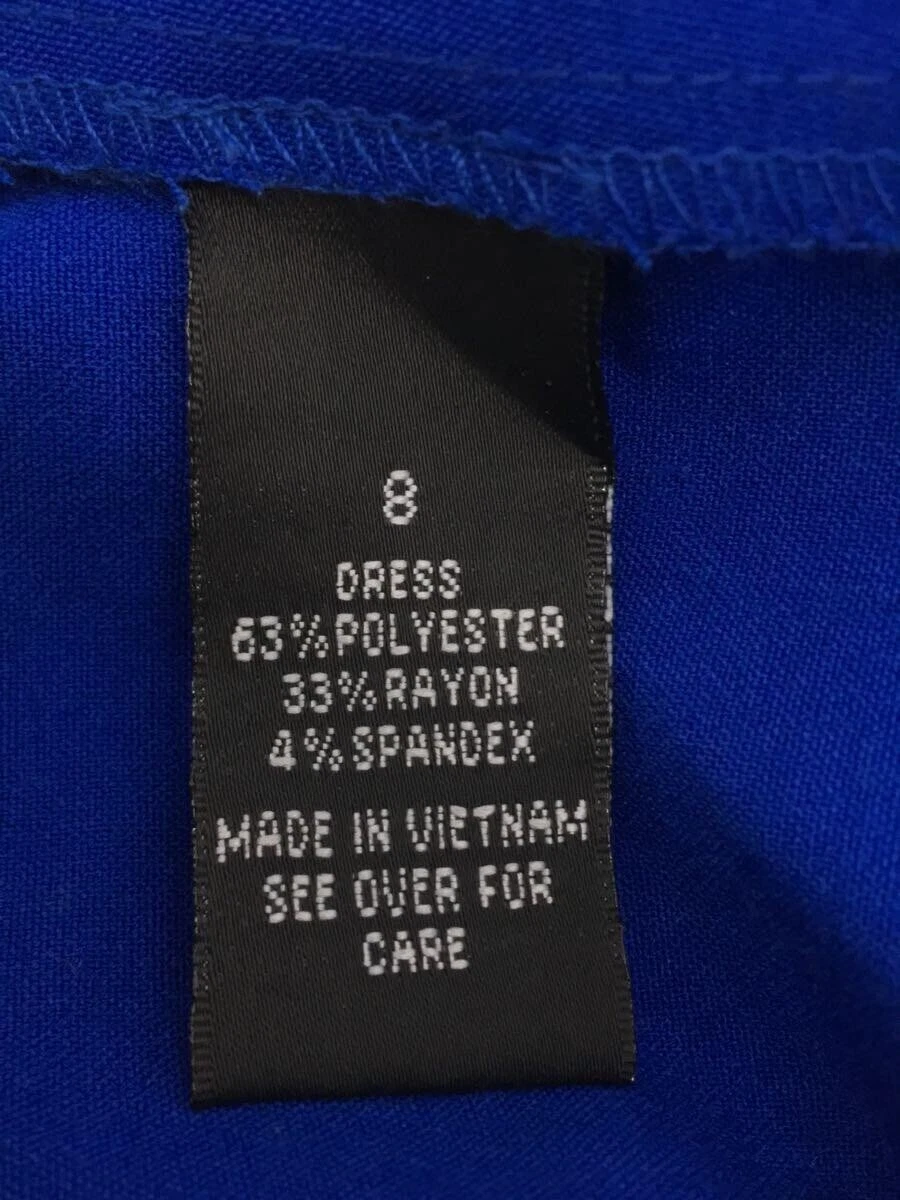 8
DRESS
63%POLYESTER
33%RAYON
4%SPANDEX
MADE IN VIETNAM
SEE OVER FOR
CARE